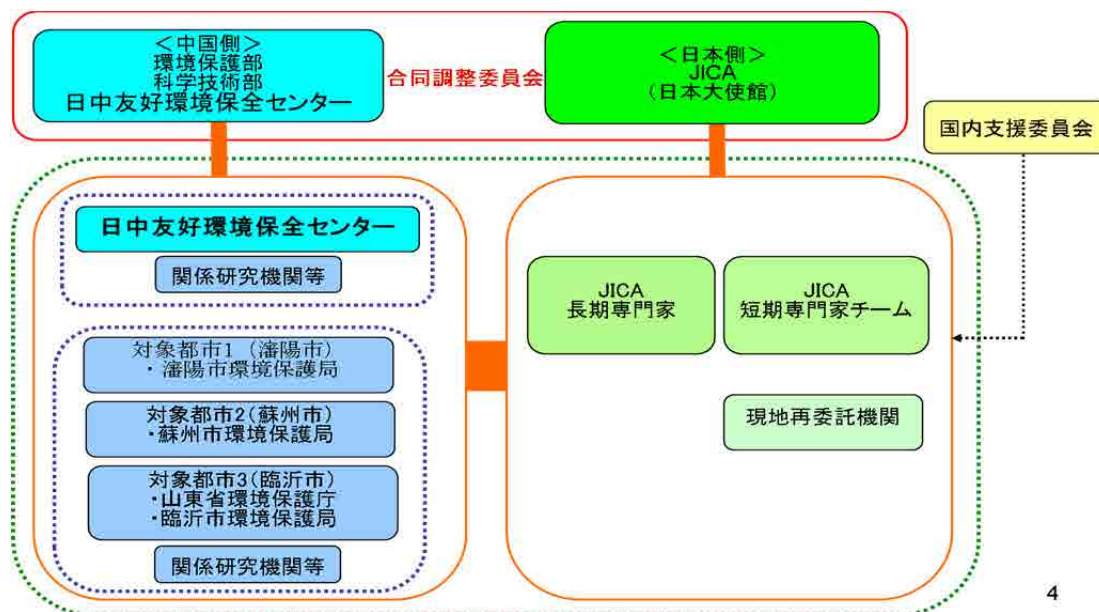 ＜中国側＞
環境保護部
科学技術部
日中友好環境保全センター
合同調整委員会
＜日本側＞
JICA
(日本大使館)
国内支援委員会
日中友好環境保全センター
関係研究機関等
対象都市1（瀋陽市）
・瀋陽市環境保護局
対象都市2(蘇州市)
・蘇州市環境保護局
対象都市3(臨沂市)
・山東省環境保護庁
・臨沂市環境保護局
関係研究機関等
JICA
長期専門家
JICA
短期専門家チーム
現地再委託機関
4